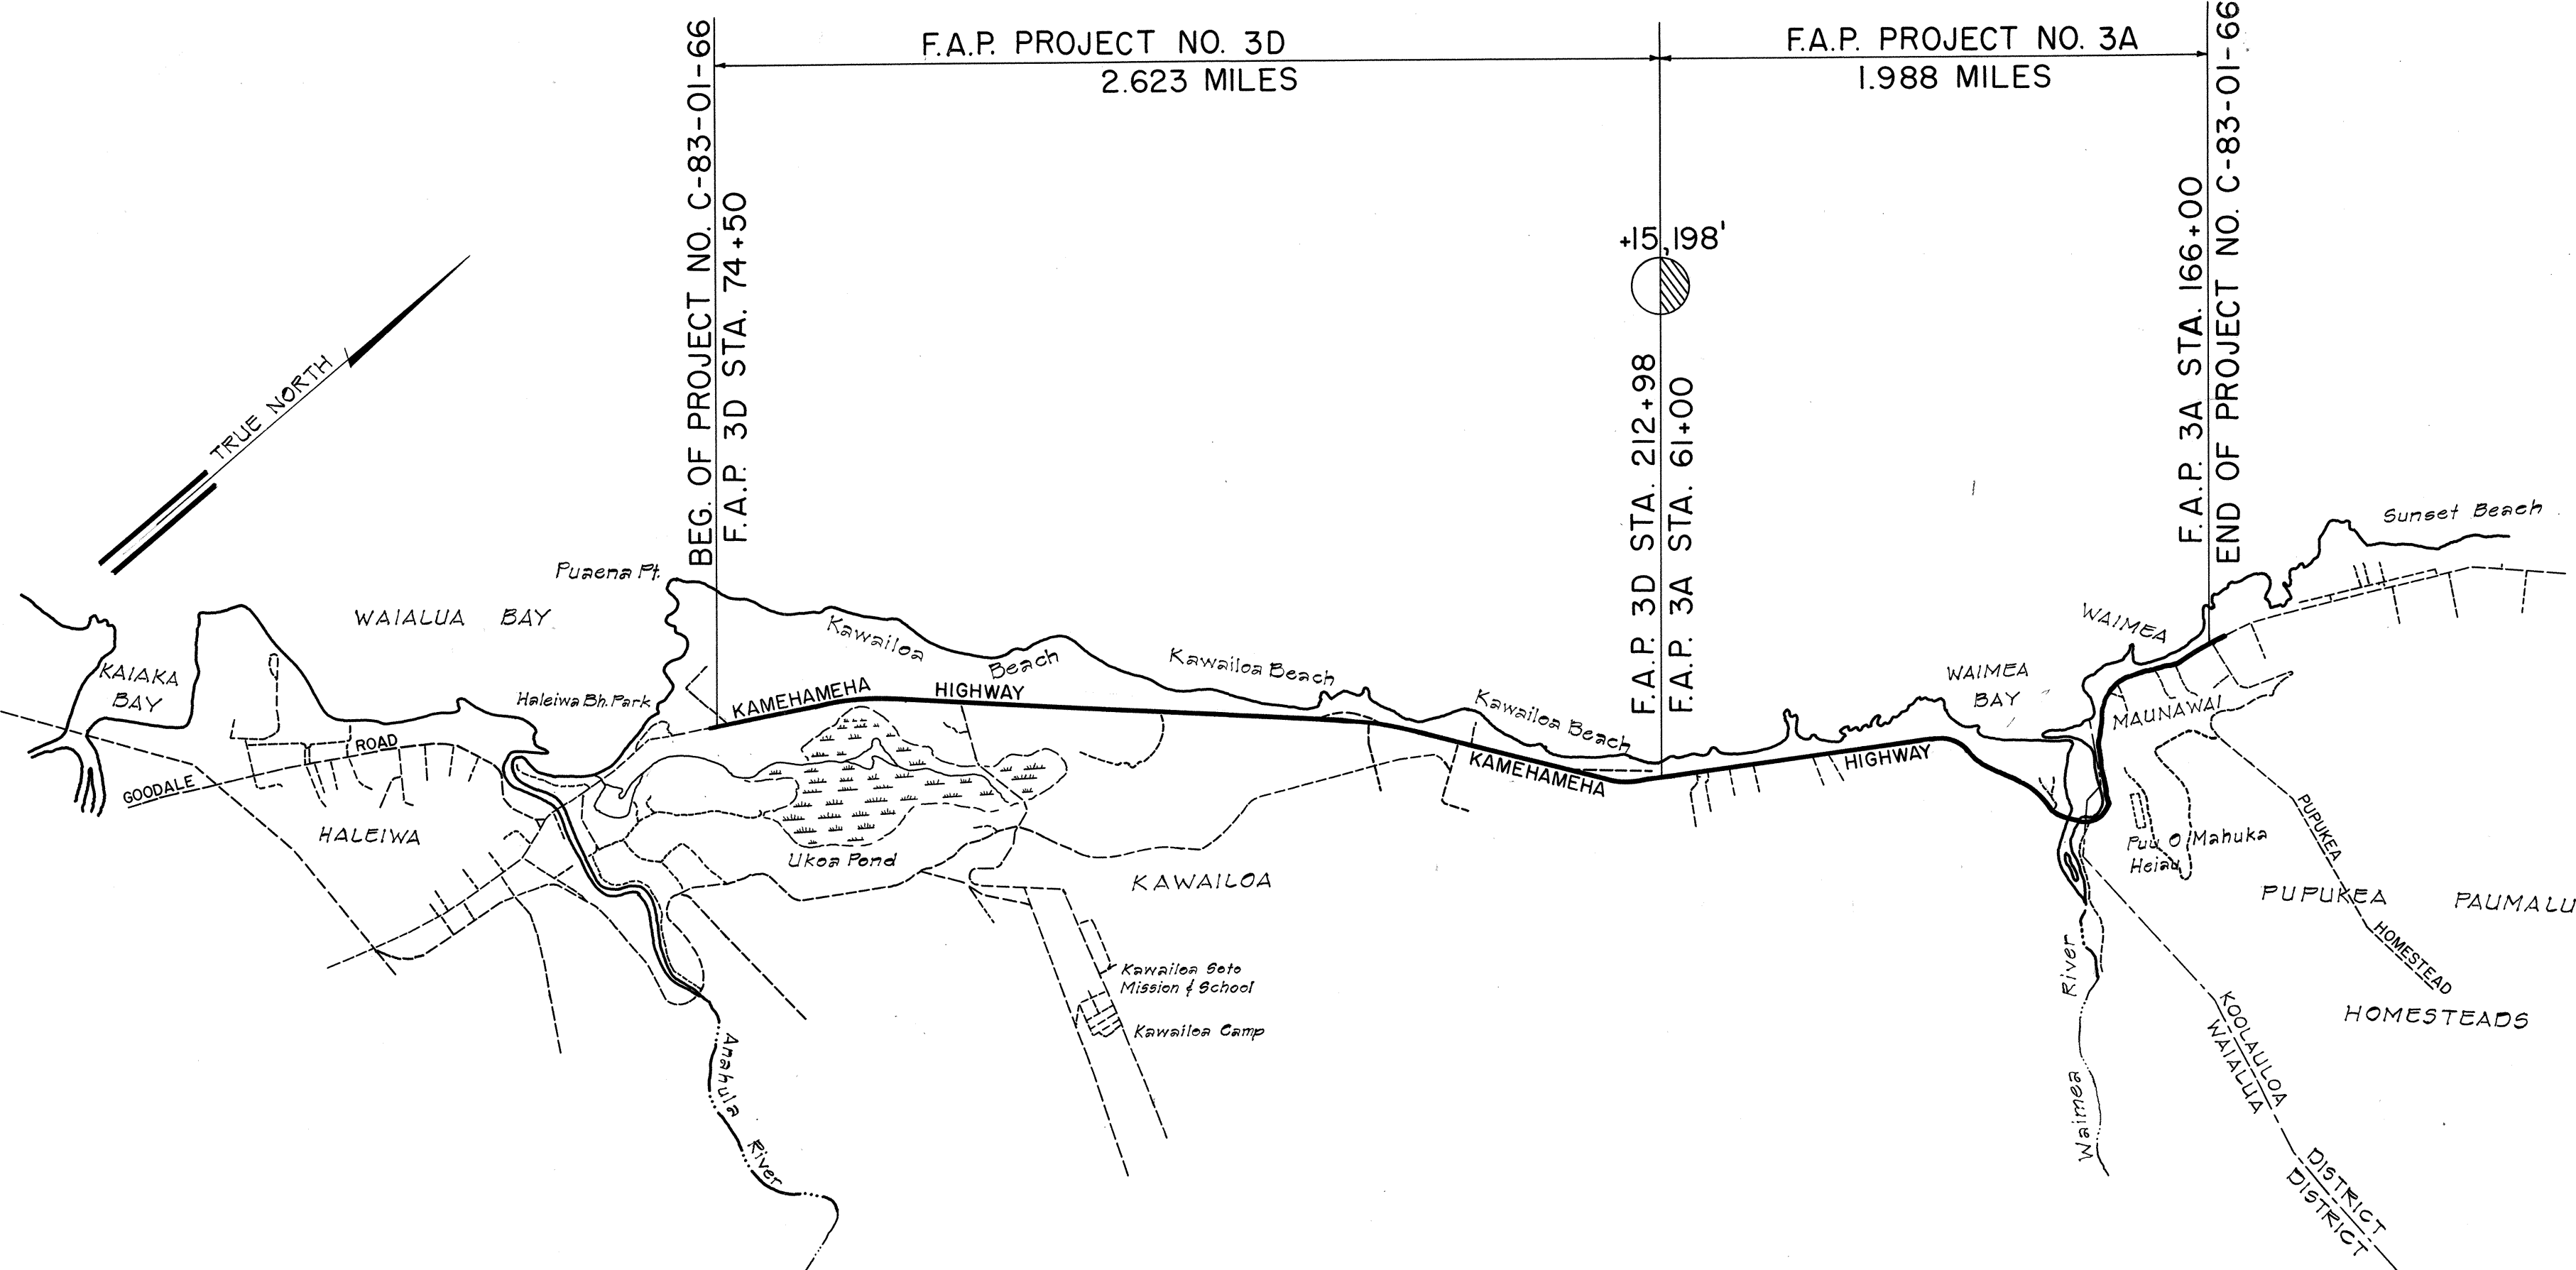 F.A.P. PROJECT NO. 3D
2.623 MILES
F.A.P. PROJECT NO. 3A
1.988 MILES
BEG. OF PROJECT NO. C-83-01-66
F.A.P. 3D STA. 74+50
+15,198'
F.A.P. 3D STA. 212+98
F.A.P. 3A STA. 61+00
F.A.P. 3A STA. 166+00
END OF PROJECT NO. C-83-01-66
TRUE NORTH
Puaena Pt.
WAIALUA BAY
KAIAKA
BAY
Haleiwa Bh. Park
Kawailoa
Beach
Kawailoa Beach
Kawailoa Beach
KAMEHAMEHA
HIGHWAY
KAMEHAMEHA
HIGHWAY
WAIMEA
BAY
WAIMEA
Sunset Beach
MAUNAWAI
GOODALE
ROAD
HALEIWA
Ukoa Pond
KAWAILOA
Kawailoa Soto
Mission & School
Kawailoa Camp
Anahula
River
Puu O Mahuka
Heiau
PUPUKEA
HOMESTEAD
PUPUKEA
PAUMALU
HOMESTEADS
Waimea
River
KOOLAULOA
WAIALUA
DISTRICT
DISTRICT